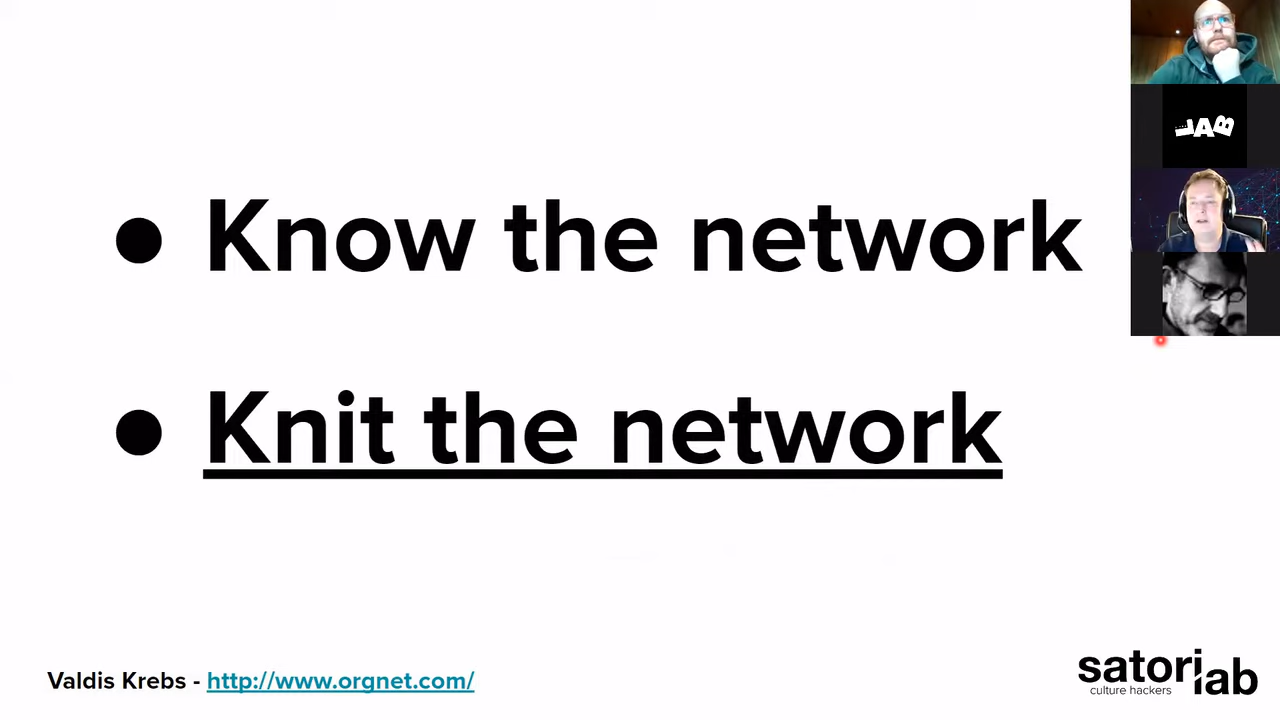 • Know the network
• Knit the network
Valdis Krebs - http://www.orgnet.com/
satori lab
culture hackers
LAB